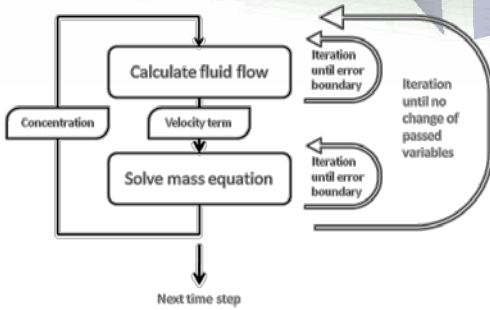 Calculate fluid flow
Iteration
until error
boundary
Iteration
until no
change of
passed
variables
Concentration
Velocity term
Solve mass equation
Iteration
until error
boundary
Next time step